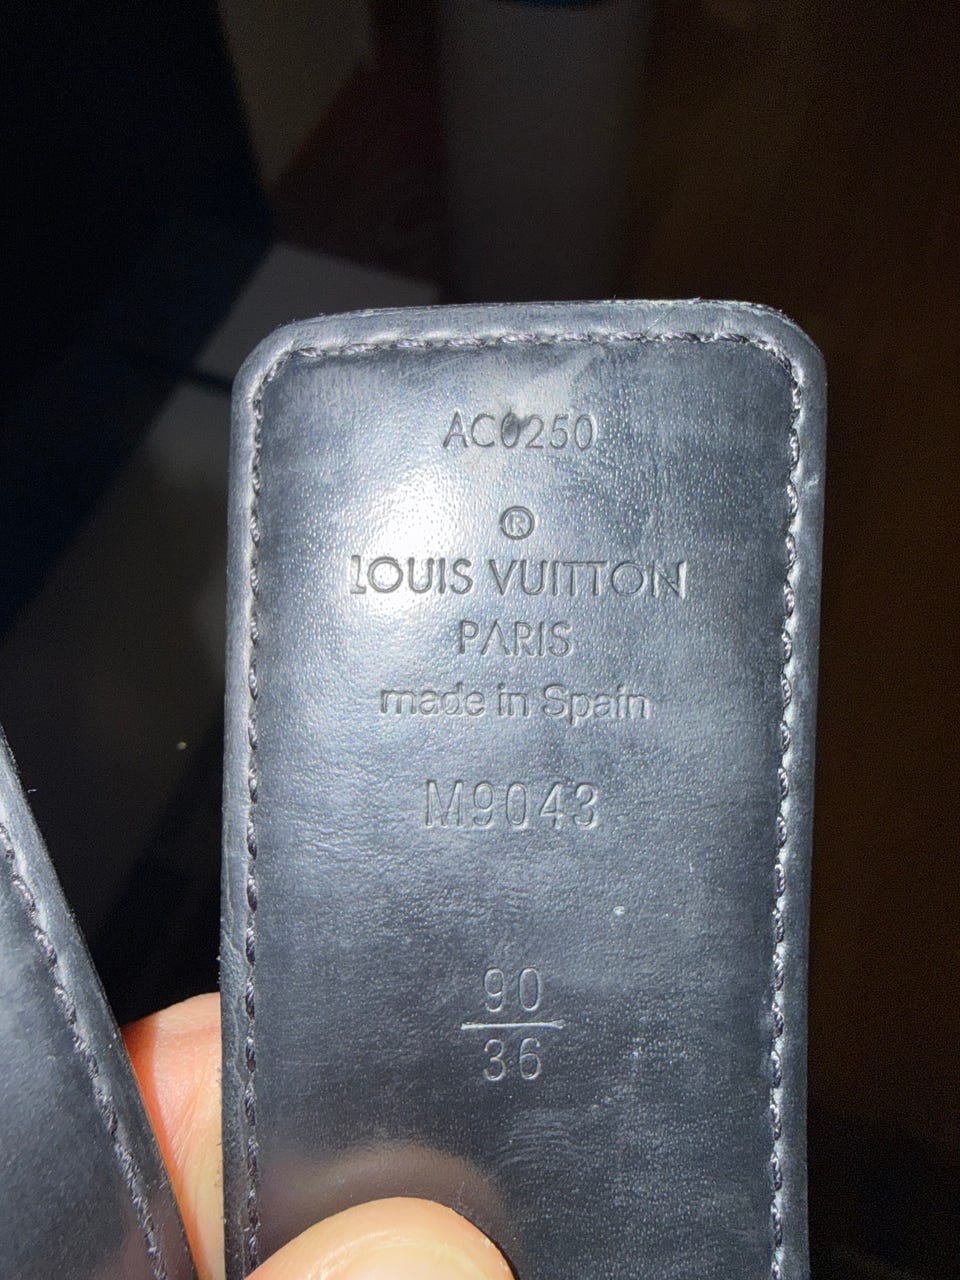 AC0250
®
LOUIS VUITTON
PARIS
made in Spain
M9043
90
36